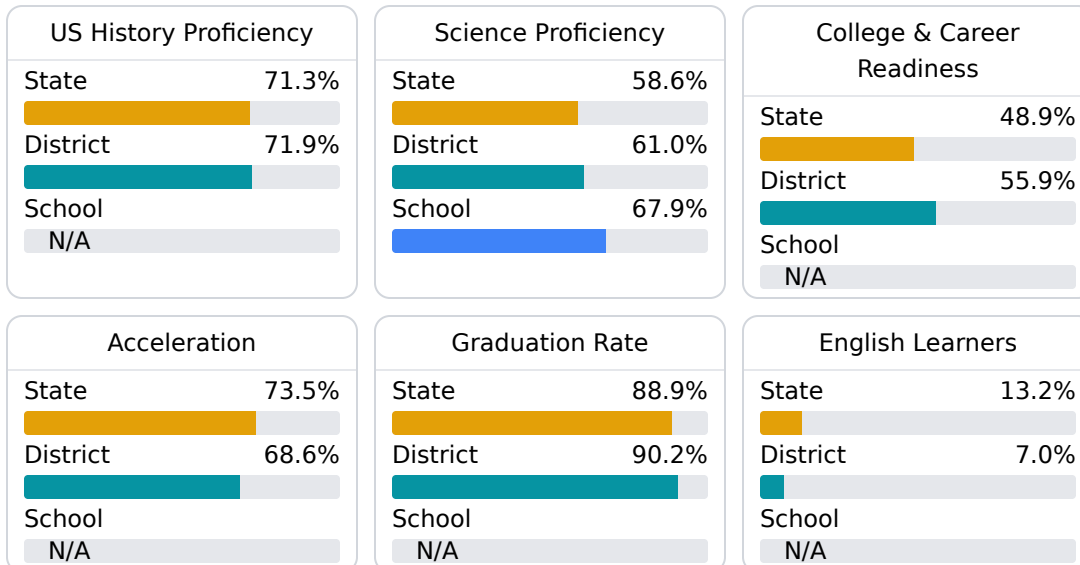 US History Proficiency
State 71.3%
District 71.9%
School
N/A
Science Proficiency
State 58.6%
District 61.0%
School 67.9%
College & Career
Readiness
State 48.9%
District 55.9%
School
N/A
Acceleration
State 73.5%
District 68.6%
School
N/A
Graduation Rate
State 88.9%
District 90.2%
School
N/A
English Learners
State 13.2%
District 7.0%
School
N/A